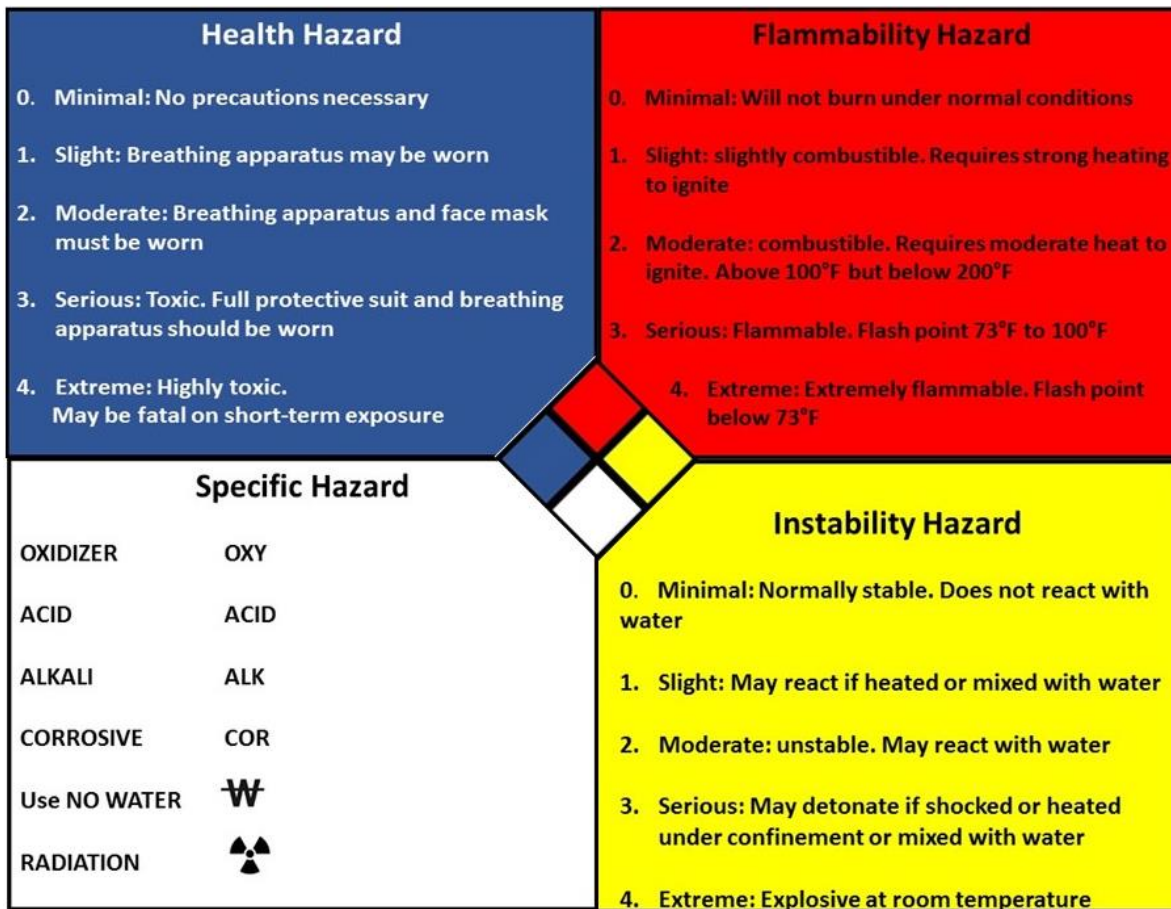 Health Hazard
0. Minimal: No precautions necessary
1. Slight: Breathing apparatus may be worn
2. Moderate: Breathing apparatus and face mask
must be worn
3. Serious: Toxic. Full protective suit and breathing
apparatus should be worn
4. Extreme: Highly toxic.
May be fatal on short-term exposure
Flammability Hazard
0. Minimal: Will not burn under normal conditions
1. Slight: slightly combustible. Requires strong heating
to ignite
2. Moderate: combustible. Requires moderate heat to
ignite. Above 100°F but below 200°F
3. Serious: Flammable. Flash point 73°F to 100°F
4. Extreme: Extremely flammable. Flash point
below 73°F
Specific Hazard
OXIDIZER OXY
ACID ACID
ALKALI ALK
CORROSIVE COR
Use NO WATER W
RADIATION
Instability Hazard
0. Minimal: Normally stable. Does not react with
water
1. Slight: May react if heated or mixed with water
2. Moderate: unstable. May react with water
3. Serious: May detonate if shocked or heated
under confinement or mixed with water
4. Extreme: Explosive at room temperature